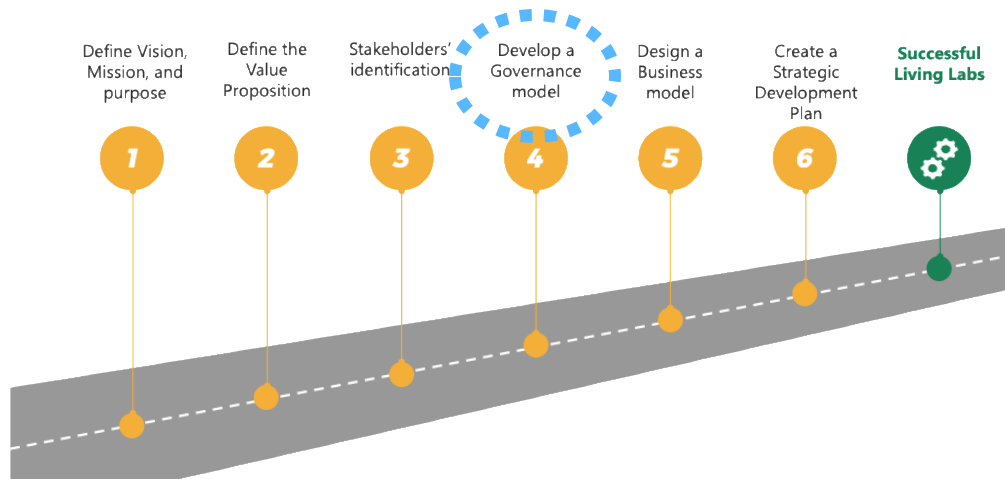 Define Vision,
Mission, and
purpose
1
Define the
Value
Proposition
2
Stakeholders'
identification
3
Develop a
Governance
model
4
Design a
Business
model
5
Create a
Strategic
Development
Plan
6
Successful
Living Labs